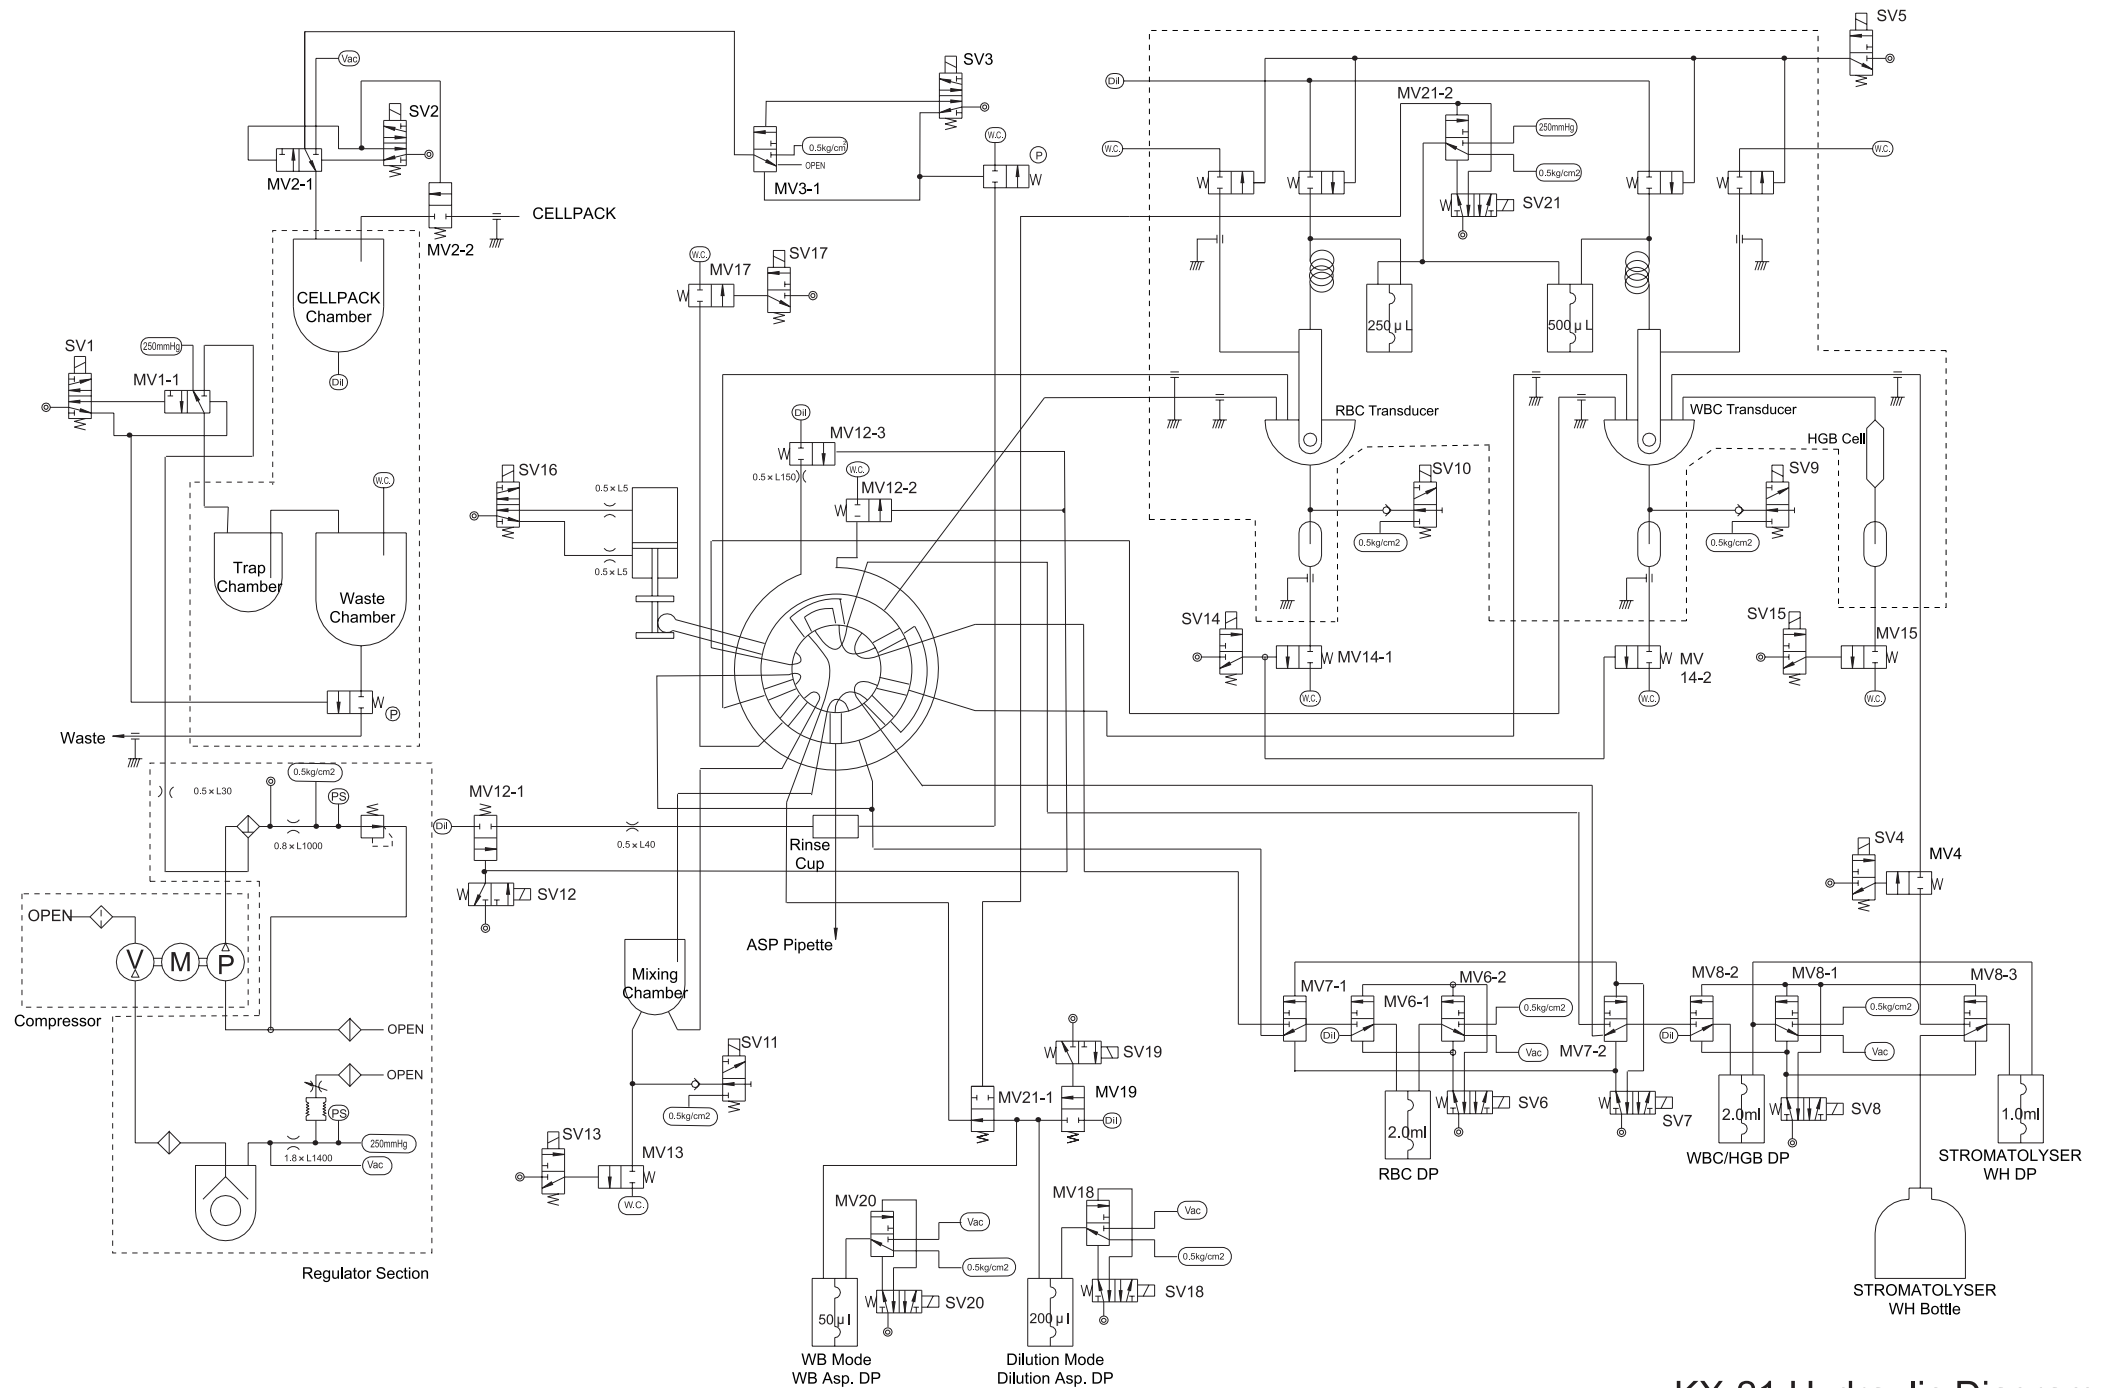 SV5
Vac
SV3
Dil
MV21-2
SV2
W.C.
P
250mmHg
0.5kg/cm2
OPEN
W.C.
W.C.
MV2-1
MV3-1
0.5kg/cm2
SV21
CELLPACK
MV2-2
SV17
W.C.
MV17
CELLPACK
Chamber
250 µ L
500 µ L
SV1
250mmHg
MV1-1
Dil
RBC Transducer
WBC Transducer
Dil
MV12-3
HGB Cell
SV16
W.C.
0.5 × L150
SV10
SV9
W.C.
0.5 × L5
MV12-2
0.5kg/cm2
0.5kg/cm2
Trap
Chamber
0.5 × L5
Waste
Chamber
SV14
SV15
MV15
MV14-1
MV
14-2
W.C.
W.C.
W.C.
P
Waste
0.5kg/cm2
0.5 × L30
PS
MV12-1
Dil
0.8 × L1000
0.5 × L40
Rinse
Cup
SV4
MV4
SV12
OPEN
ASP Pipette
V
M
P
Mixing
Chamber
MV7-1
MV6-2
MV6-1
MV8-2
MV8-1
MV8-3
0.5kg/cm2
0.5kg/cm2
Compressor
OPEN
Dil
Dil
SV11
SV19
Vac
MV7-2
Vac
OPEN
MV21-1
MV19
PS
0.5kg/cm2
Dil
SV6
SV7
SV8
2.0ml
2.0ml
1.0ml
SV13
MV13
250mmHg
1.8 × L1400
Vac
RBC DP
WBC/HGB DP
STROMATOLYSER
WH DP
W.C.
MV20
MV18
Vac
Vac
0.5kg/cm2
0.5kg/cm2
Regulator Section
SV20
SV18
STROMATOLYSER
WH Bottle
50 µ l
200 µ l
WB Mode
WB Asp. DP
Dilution Mode
Dilution Asp. DP
KX-21 Hydraulic Diagram